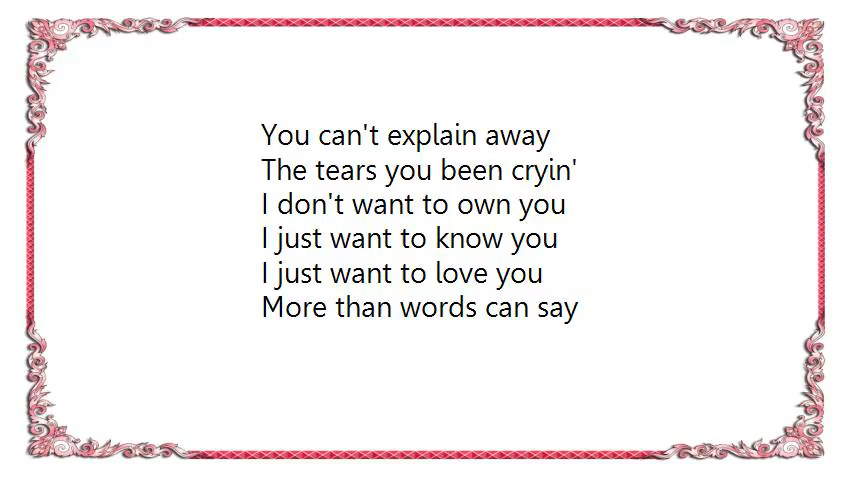 You can't explain away
The tears you been cryin'
I don't want to own you
I just want to know you
I just want to love you
More than words can say